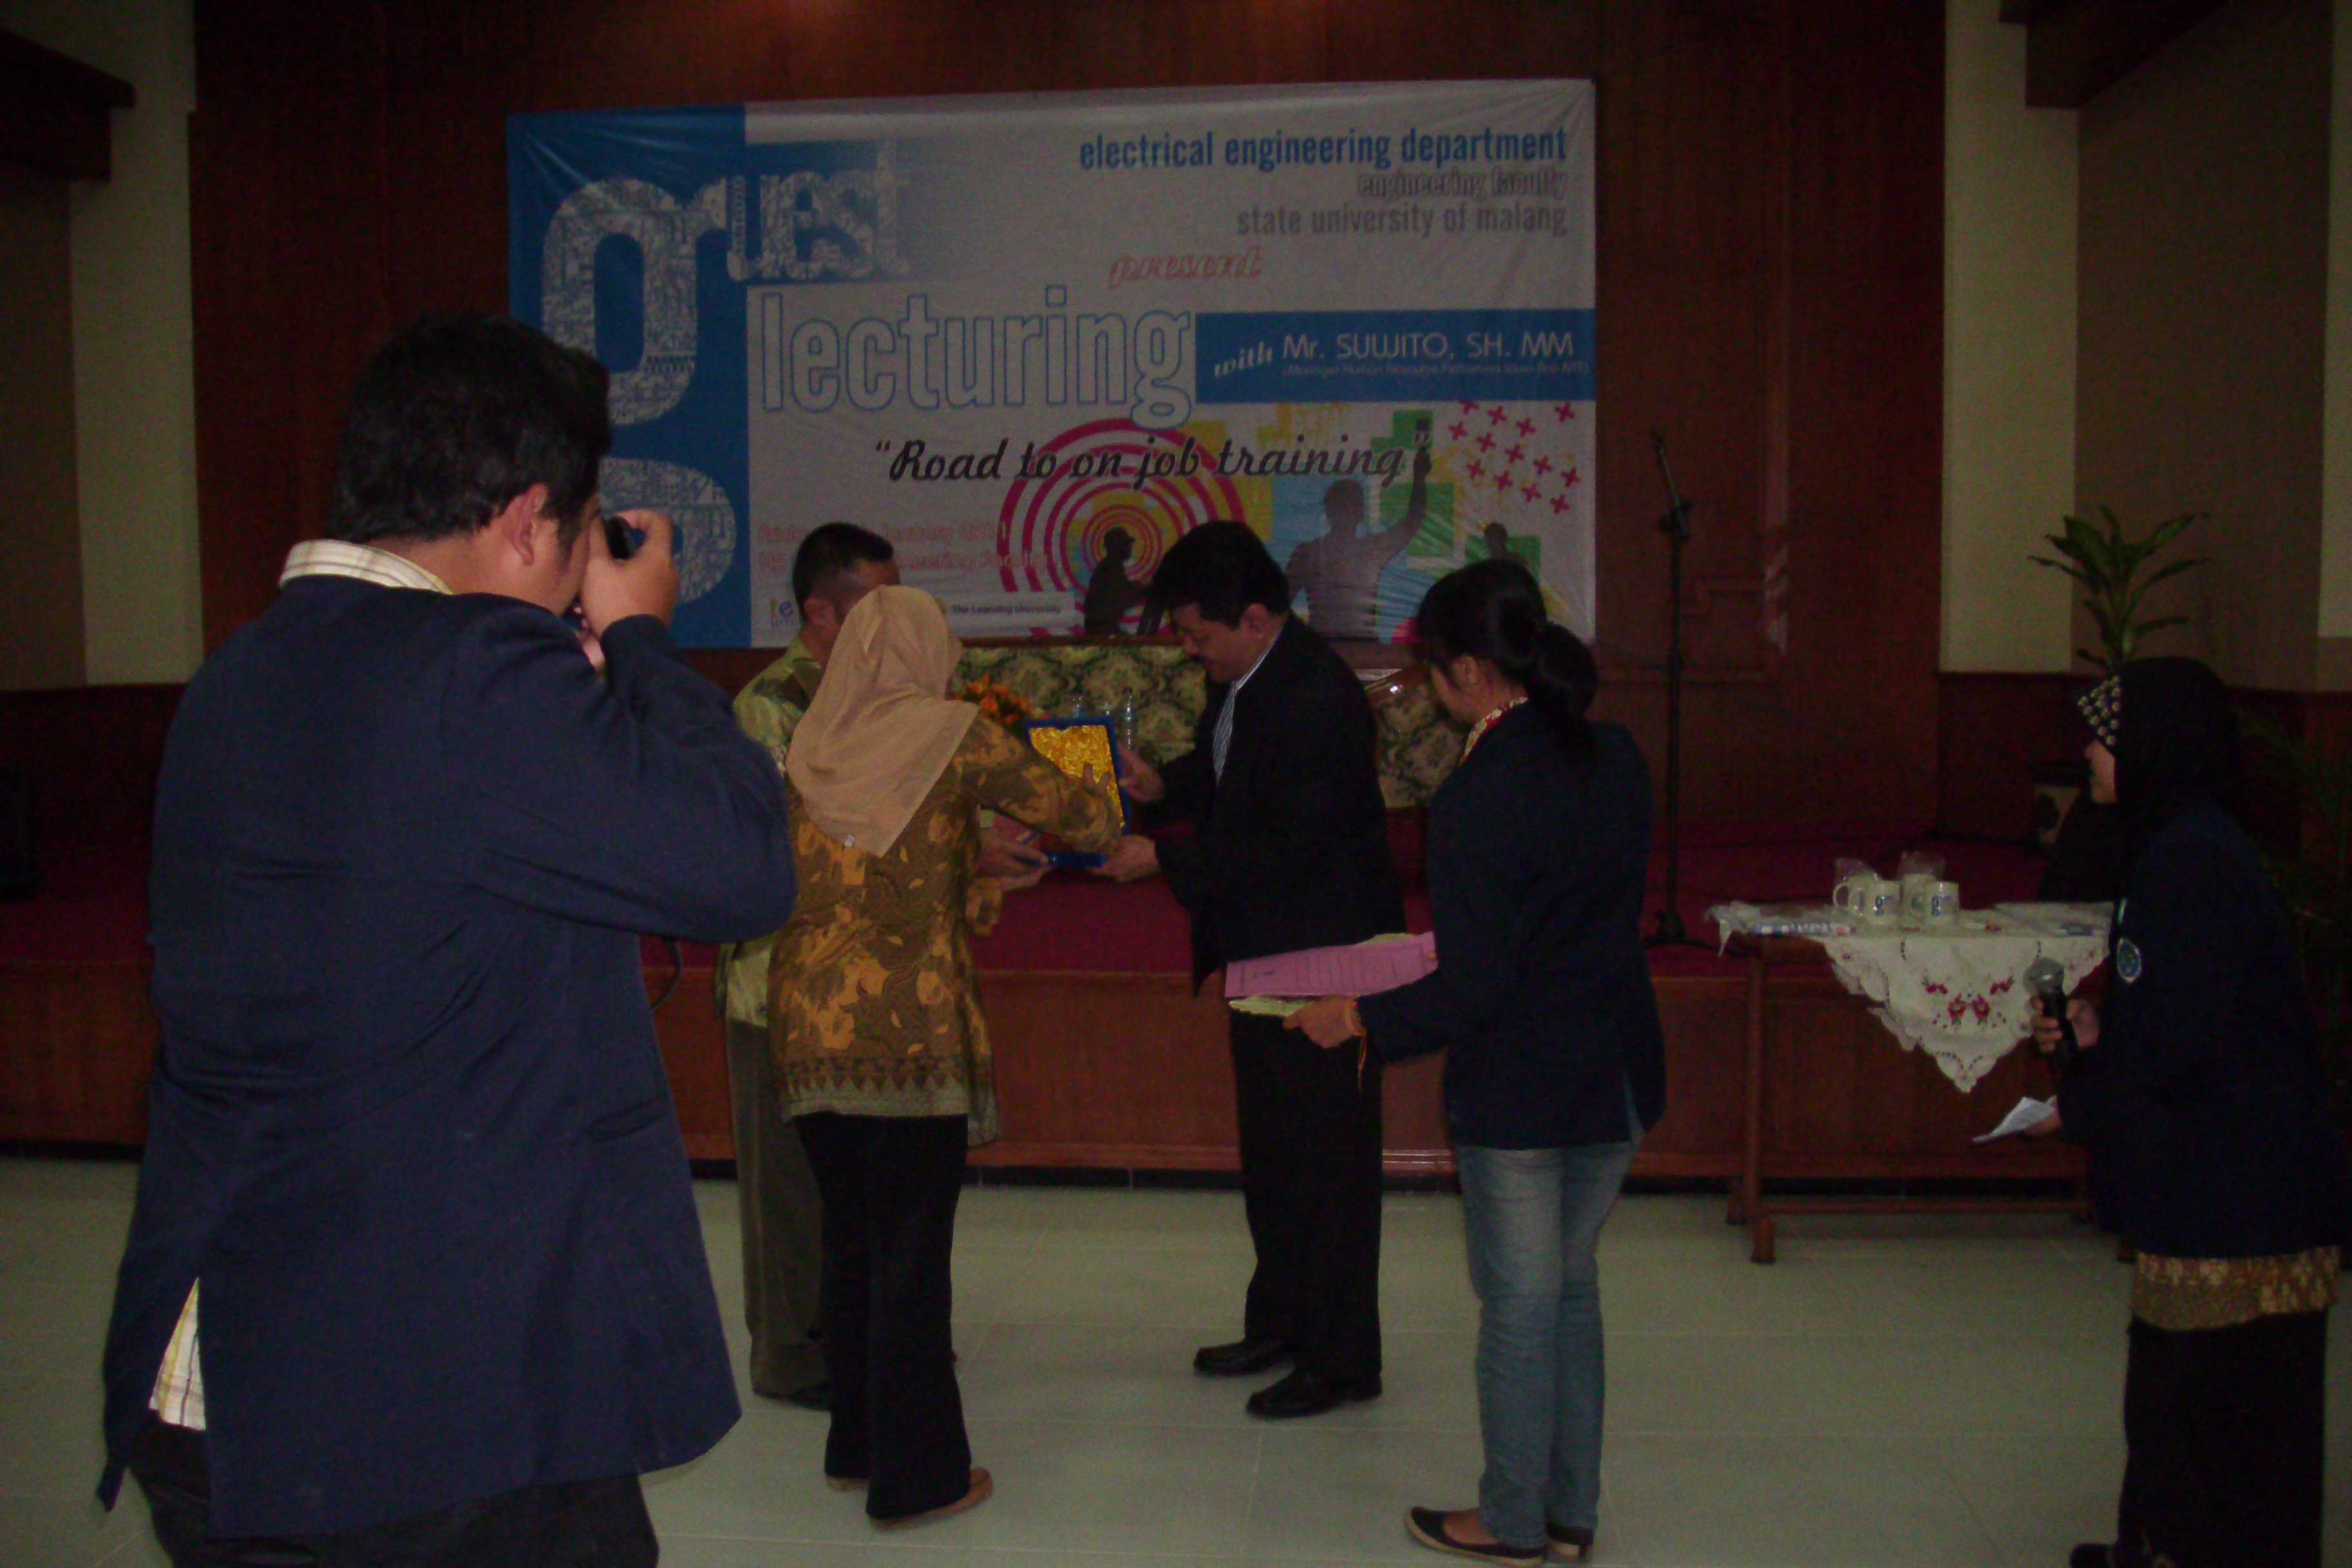 guest
electrical engineering department
engineering faculty
state university of malang
present
lecturing
with Mr. SUWITO, SH. MM
"Road to on job training"
The Learning University